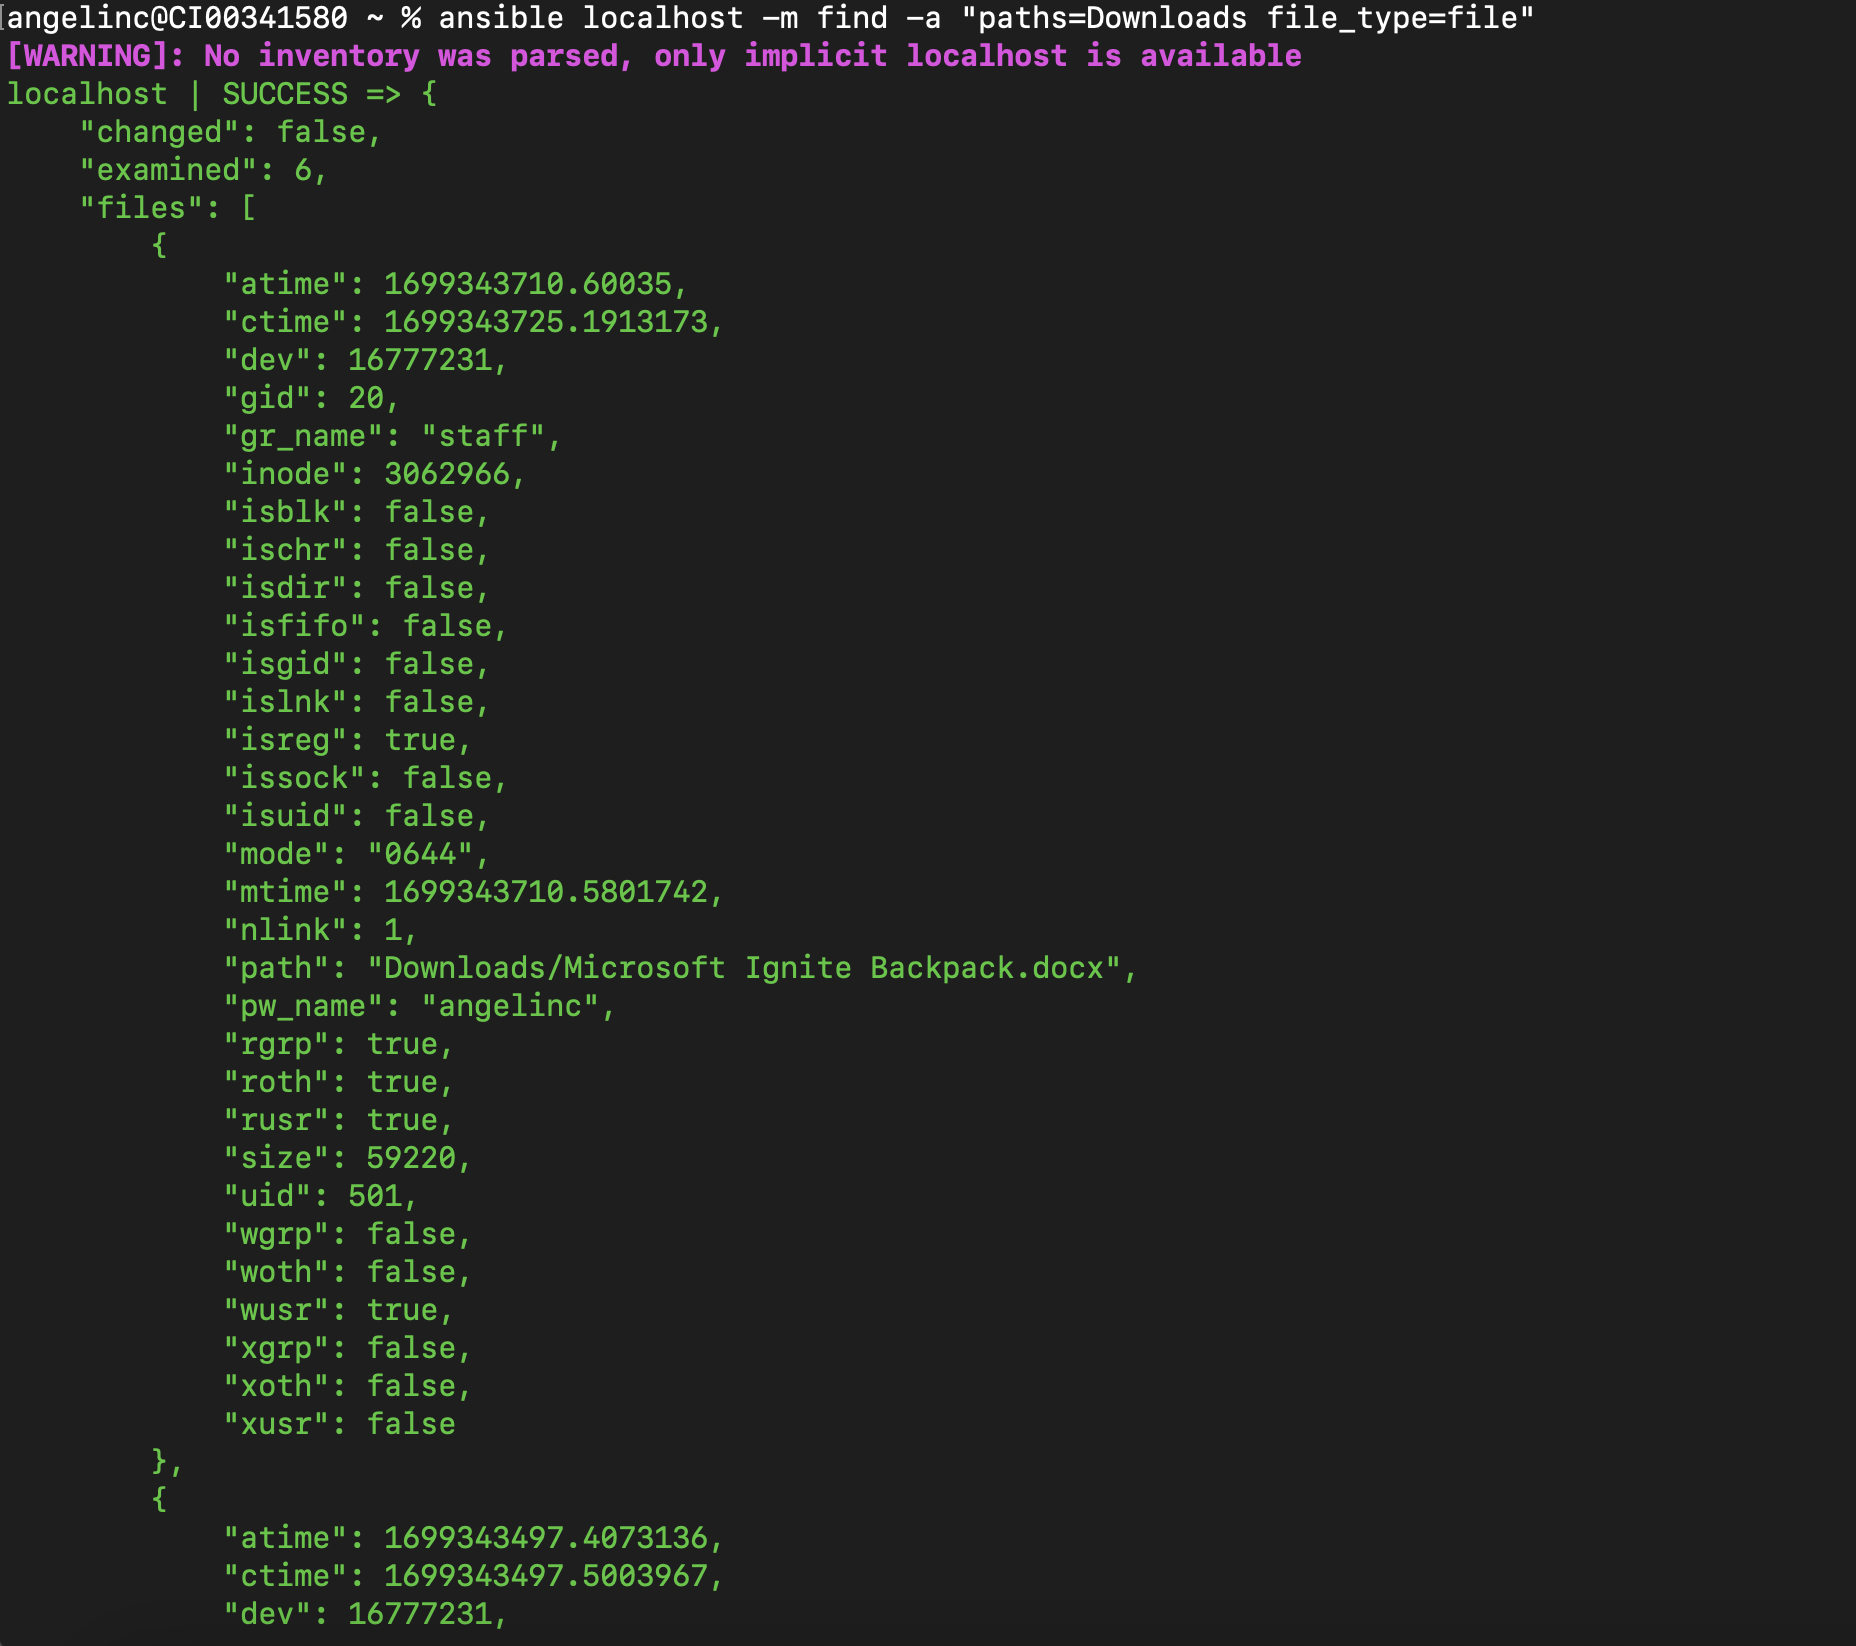 angelinc@CI00341580 ~ % ansible localhost -m find -a "paths=Downloads file_type=file"
[WARNING]: No inventory was parsed, only implicit localhost is available
localhost | SUCCESS => {
    "changed": false,
    "examined": 6,
    "files": [
        {
            "atime": 1699343710.60035,
            "ctime": 1699343725.1913173,
            "dev": 16777231,
            "gid": 20,
            "gr_name": "staff",
            "inode": 3062966,
            "isblk": false,
            "ischr": false,
            "isdir": false,
            "isfifo": false,
            "isgid": false,
            "islnk": false,
            "isreg": true,
            "issock": false,
            "isuid": false,
            "mode": "0644",
            "mtime": 1699343710.5801742,
            "nlink": 1,
            "path": "Downloads/Microsoft Ignite Backpack.docx",
            "pw_name": "angelinc",
            "rgrp": true,
            "roth": true,
            "rusr": true,
            "size": 59220,
            "uid": 501,
            "wgrp": false,
            "woth": false,
            "wusr": true,
            "xgrp": false,
            "xoth": false,
            "xusr": false
        },
        {
            "atime": 1699343497.4073136,
            "ctime": 1699343497.5003967,
            "dev": 16777231,